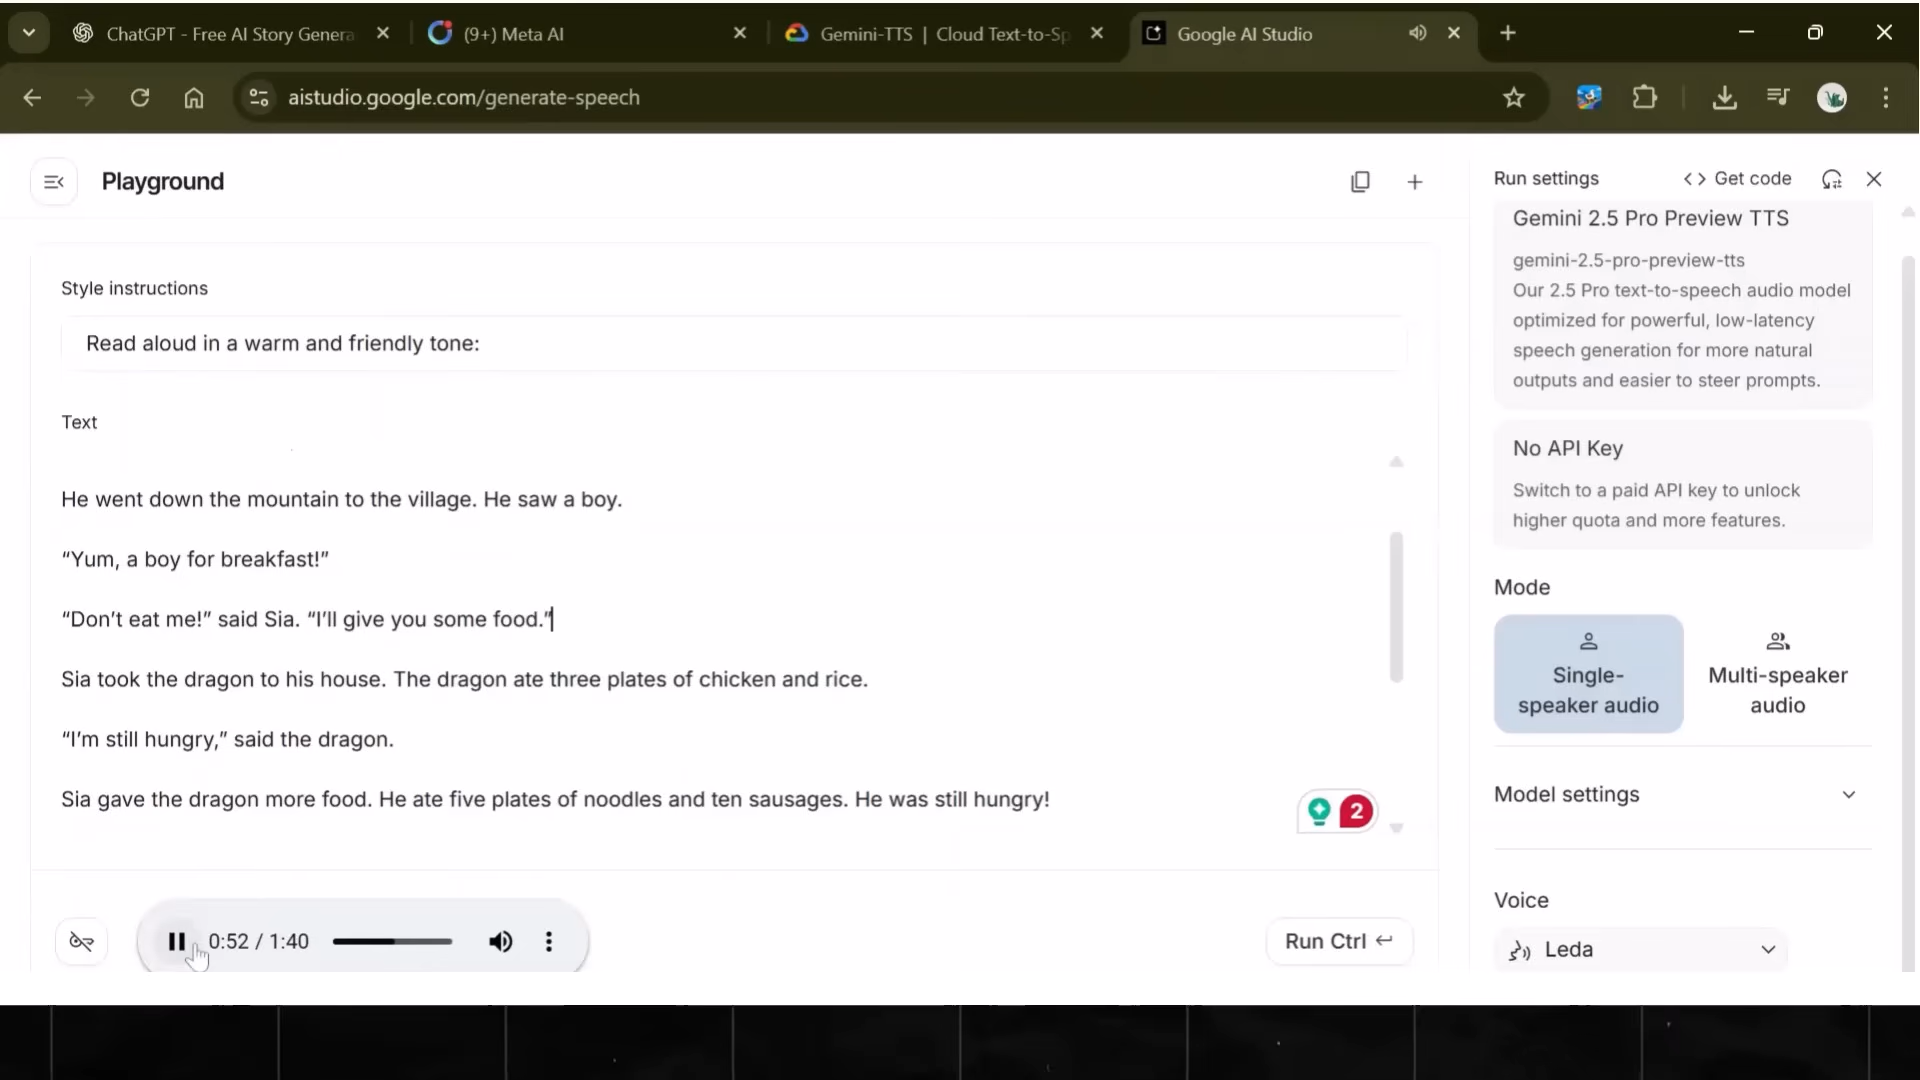 ChatGPT - Free AI Story Genera
(9+) Meta AI
Gemini-TTS | Cloud Text-to-Sp
Google AI Studio
aistudio.google.com/generate-speech
Playground
Run settings
Get code
Gemini 2.5 Pro Preview TTS
gemini-2.5-pro-preview-tts
Our 2.5 Pro text-to-speech audio model
optimized for powerful, low-latency
speech generation for more natural
outputs and easier to steer prompts.
No API Key
Switch to a paid API key to unlock
higher quota and more features.
Mode
Single-
speaker audio
Multi-speaker
audio
Model settings
Voice
Leda
Style instructions
Read aloud in a warm and friendly tone:
Text
He went down the mountain to the village. He saw a boy.
“Yum, a boy for breakfast!”
“Don’t eat me!” said Sia. “I’ll give you some food.”
Sia took the dragon to his house. The dragon ate three plates of chicken and rice.
“I’m still hungry,” said the dragon.
Sia gave the dragon more food. He ate five plates of noodles and ten sausages. He was still hungry!
2
0:52 / 1:40
Run Ctrl ↵